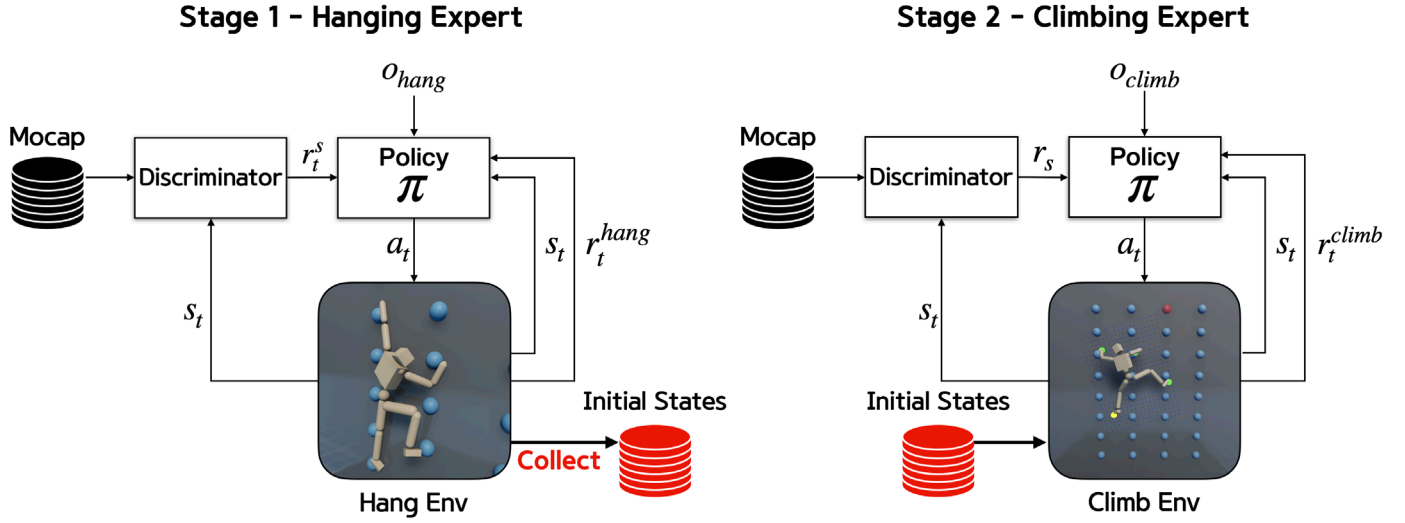 Stage 1 - Hanging Expert
o_hang
Mocap
Discriminator
r_t^s
Policy
π
a_t
s_t
r_t^hang
s_t
Initial States
Collect
Hang Env
Stage 2 - Climbing Expert
o_climb
Mocap
Discriminator
r_s
Policy
π
a_t
s_t
r_t^climb
s_t
Initial States
Climb Env